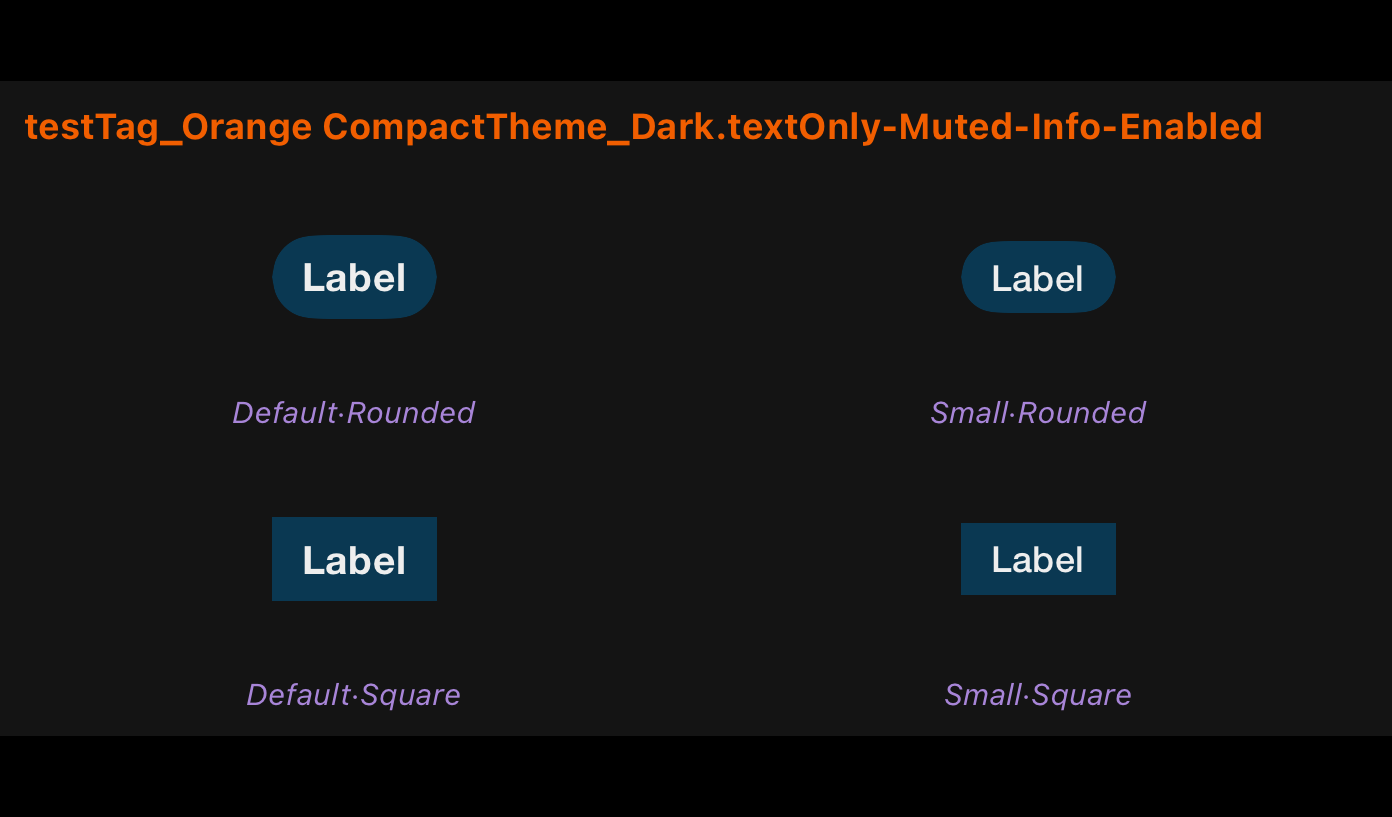 testTag_Orange CompactTheme_Dark.textOnly-Muted-Info-Enabled
Label
Label
Default·Rounded
Small·Rounded
Label
Label
Default·Square
Small·Square